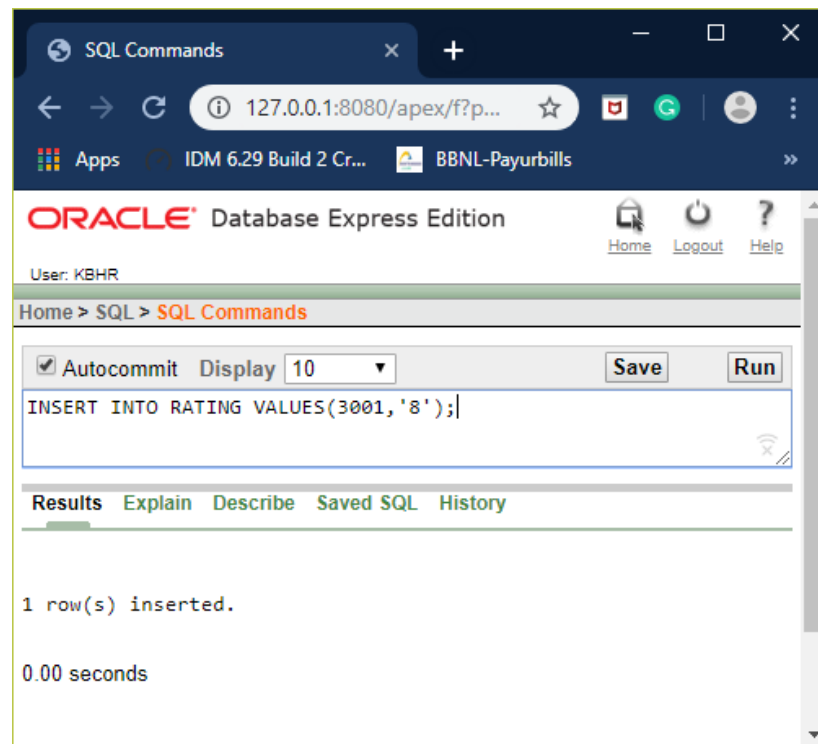 SQL Commands
127.0.0.1:8080/apex/f?p...
Apps IDM 6.29 Build 2 Cr... BBNL-Payurbills »
ORACLE Database Express Edition
Home Logout Help
User: KBHR
Home > SQL > SQL Commands
Autocommit Display 10 Save Run
INSERT INTO RATING VALUES(3001,'8');
Results Explain Describe Saved SQL History
1 row(s) inserted.
0.00 seconds